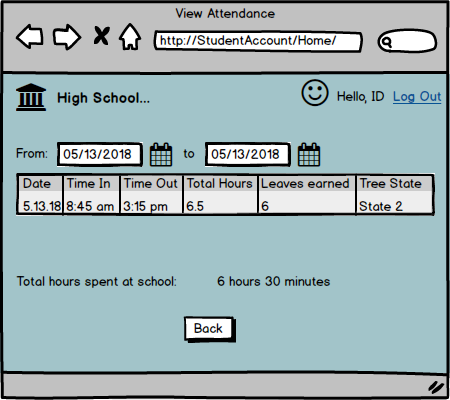 View Attendance
http://StudentAccount/Home/
High School...
Hello, ID Log Out
From: 05/13/2018 to 05/13/2018
Date Time In Time Out Total Hours Leaves earned Tree State
5.13.18 8:45 am 3:15 pm 6.5 6 State 2
Total hours spent at school: 6 hours 30 minutes
Back